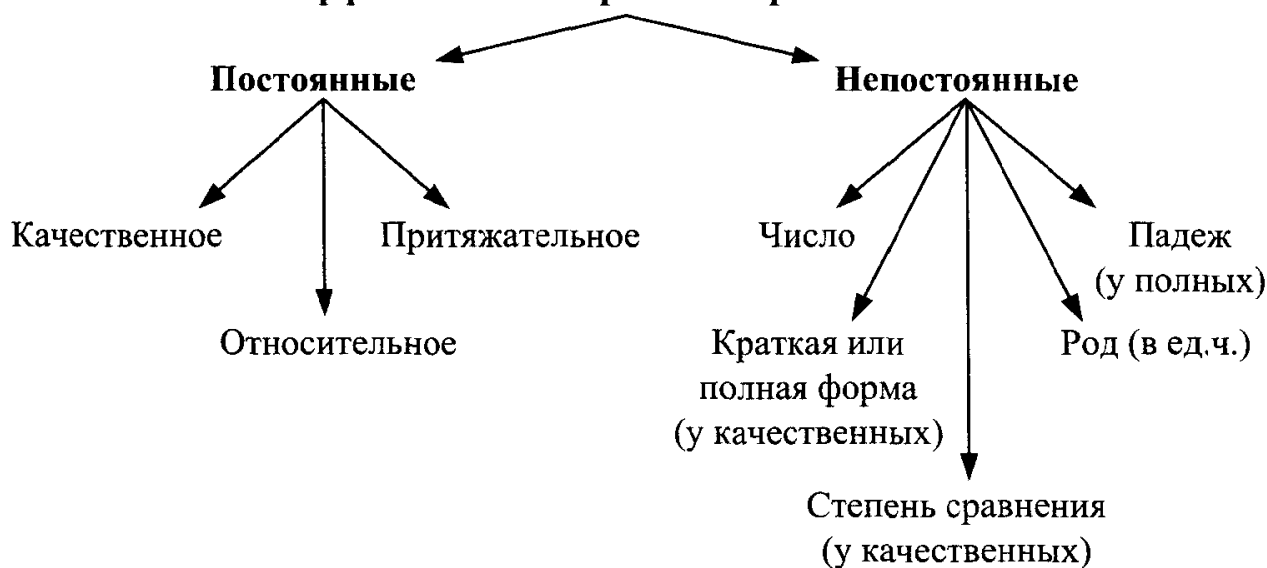 Постоянные
Непостоянные
Качественное
Притяжательное
Число
Падеж
(у полных)
Относительное
Краткая или
полная форма
(у качественных)
Род (в ед.ч.)
Степень сравнения
(у качественных)